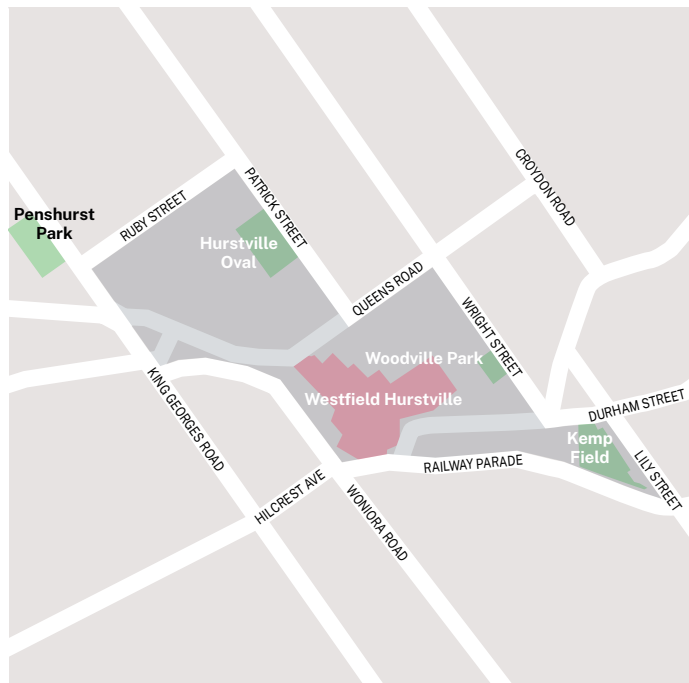 CROYDON ROAD
PATRICK STREET
RUBY STREET
Penshurst
Park
Hurstville
Oval
QUEENS ROAD
WRIGHT STREET
Woodville Park
Westfield Hurstville
KING GEORGES ROAD
DURHAM STREET
Kemp
Field
LILY STREET
RAILWAY PARADE
HILCREST AVE
WONIORA ROAD